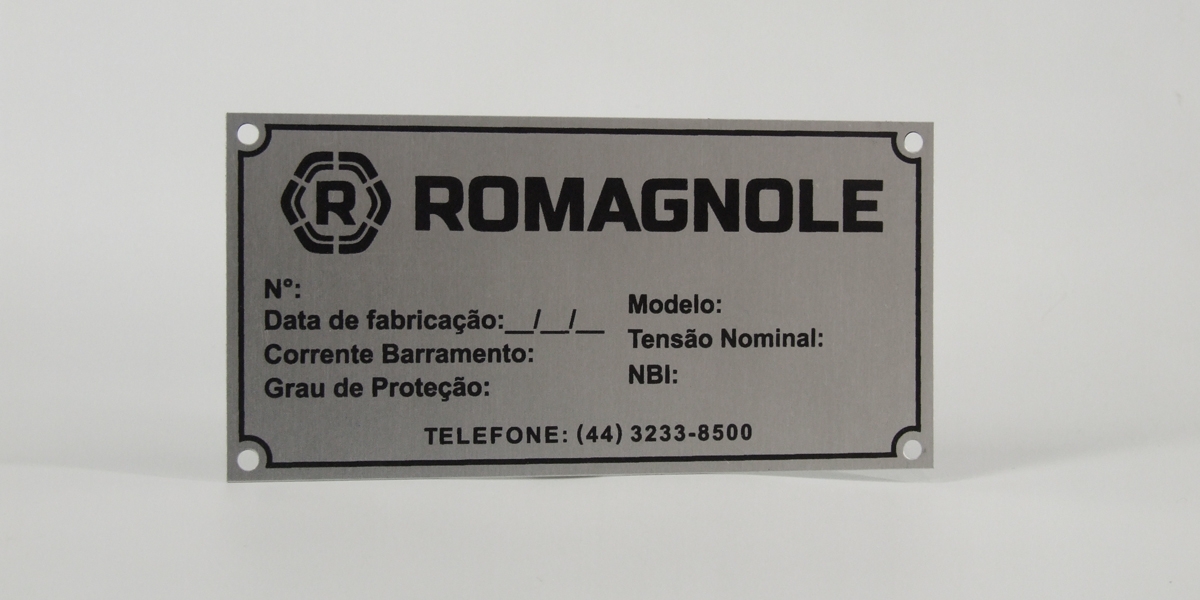 R ROMAGNOLE
N°:
Data de fabricação:__/__/__
Corrente Barramento:
Grau de Proteção:
Modelo:
Tensão Nominal:
NBI:
TELEFONE: (44) 3233-8500